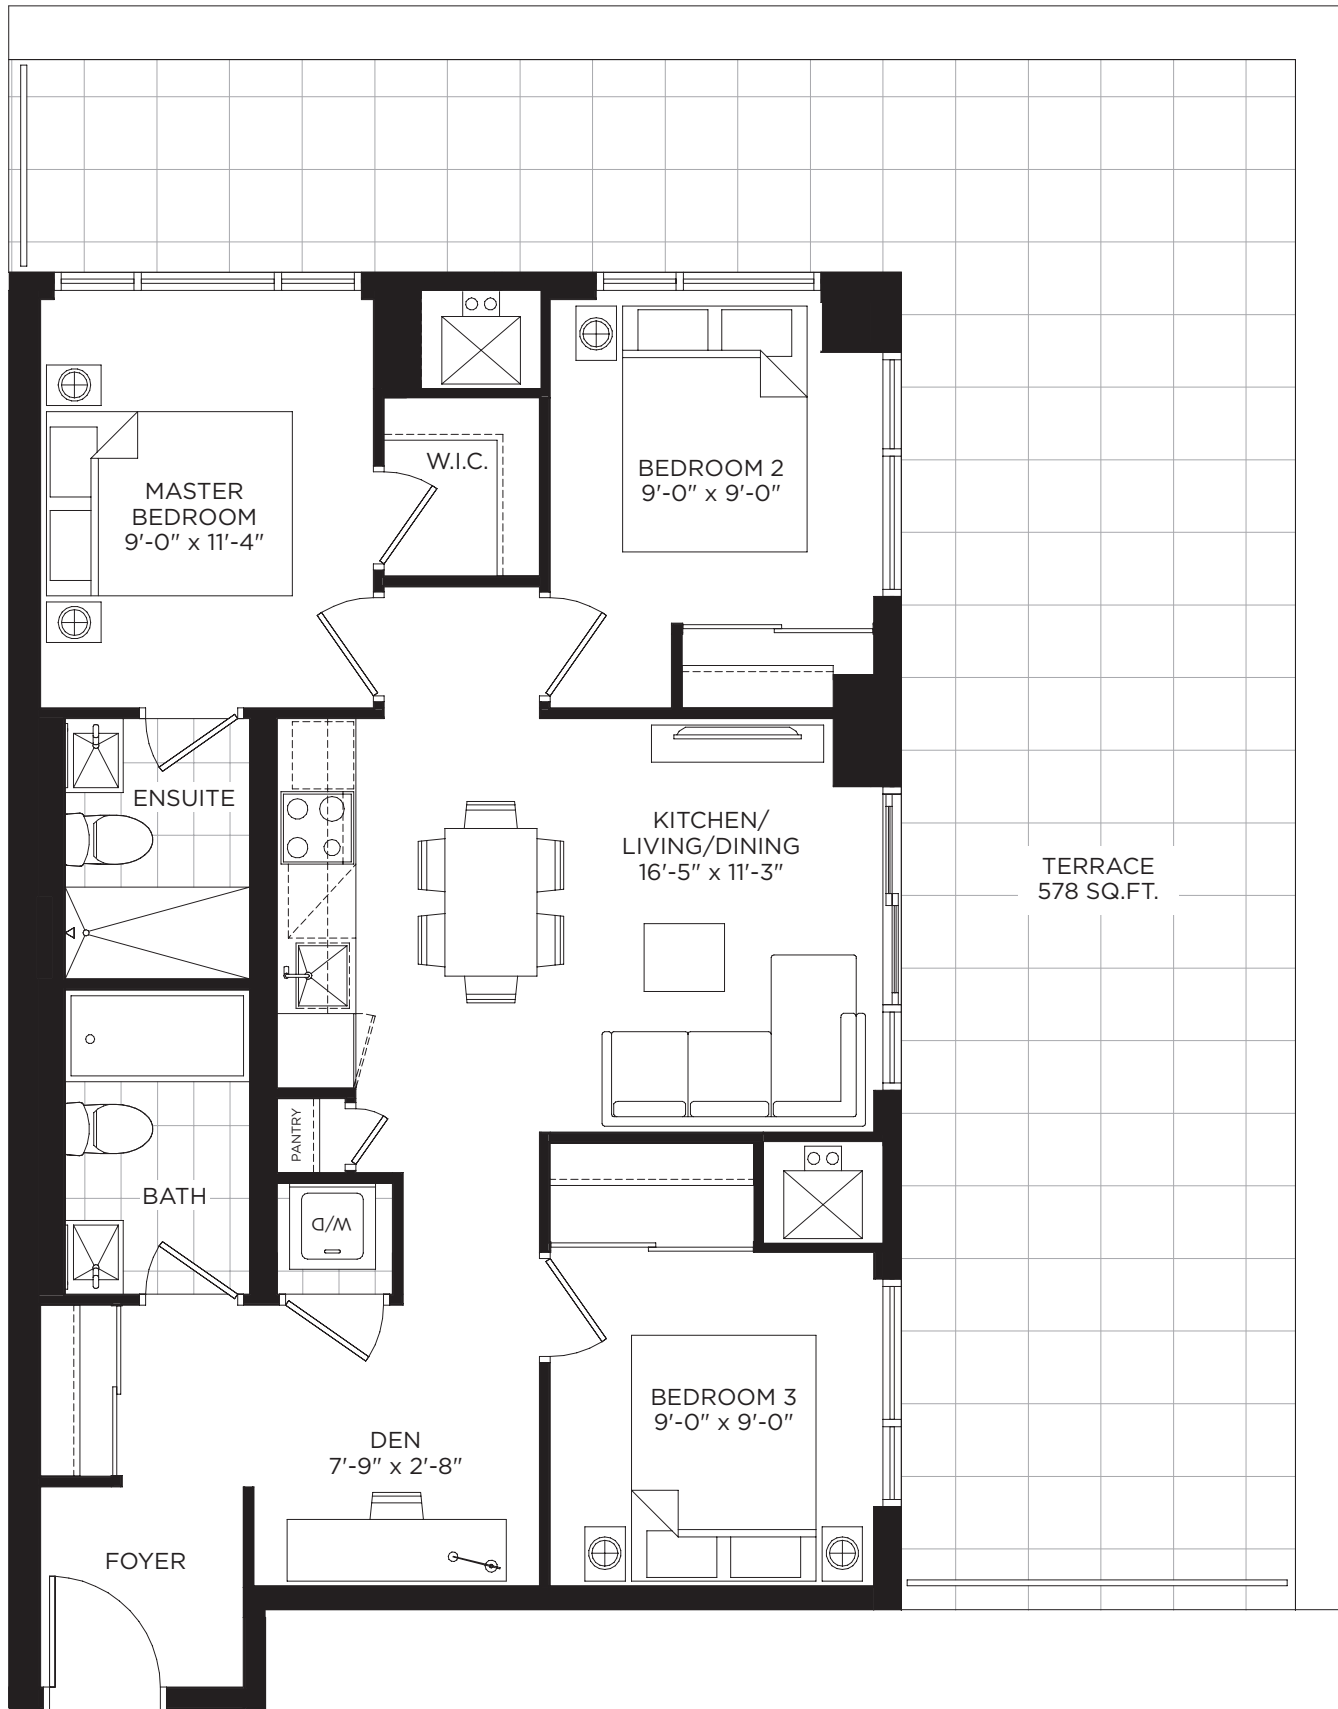 W.I.C.
BEDROOM 2
9'-0" x 9'-0"
MASTER
BEDROOM
9'-0" x 11'-4"
ENSUITE
KITCHEN/
LIVING/DINING
16'-5" x 11'-3"
TERRACE
578 SQ.FT.
PANTRY
BATH
W/D
BEDROOM 3
9'-0" x 9'-0"
DEN
7'-9" x 2'-8"
FOYER